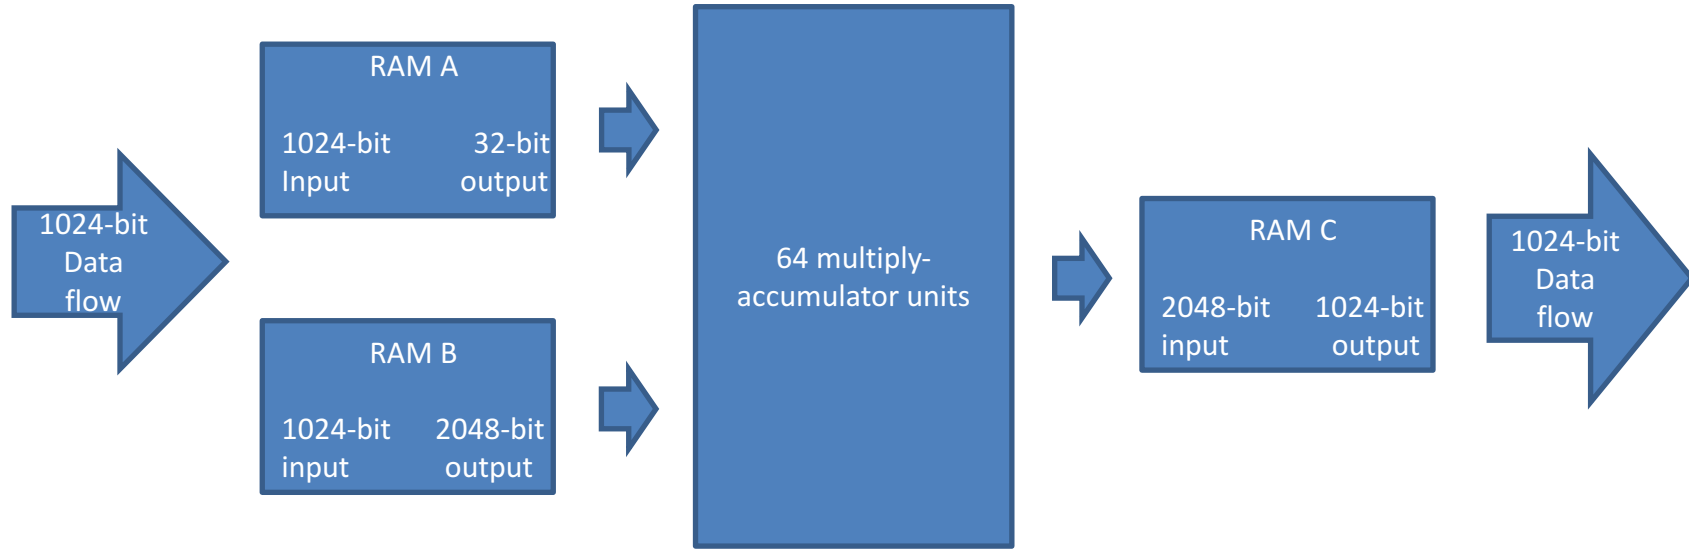 1024-bit
Data
flow
RAM A
1024-bit 32-bit
Input output
RAM B
1024-bit 2048-bit
input output
64 multiply-
accumulator units
RAM C
2048-bit 1024-bit
input output
1024-bit
Data
flow